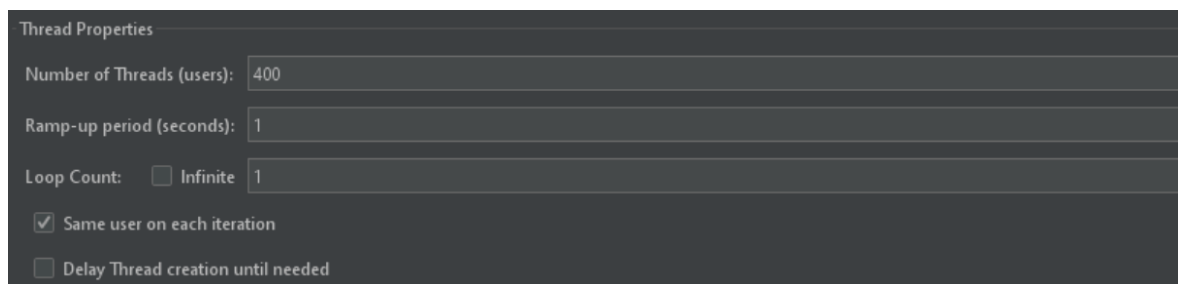 Thread Properties
Number of Threads (users): 400
Ramp-up period (seconds): 1
Loop Count: Infinite 1
Same user on each iteration
Delay Thread creation until needed